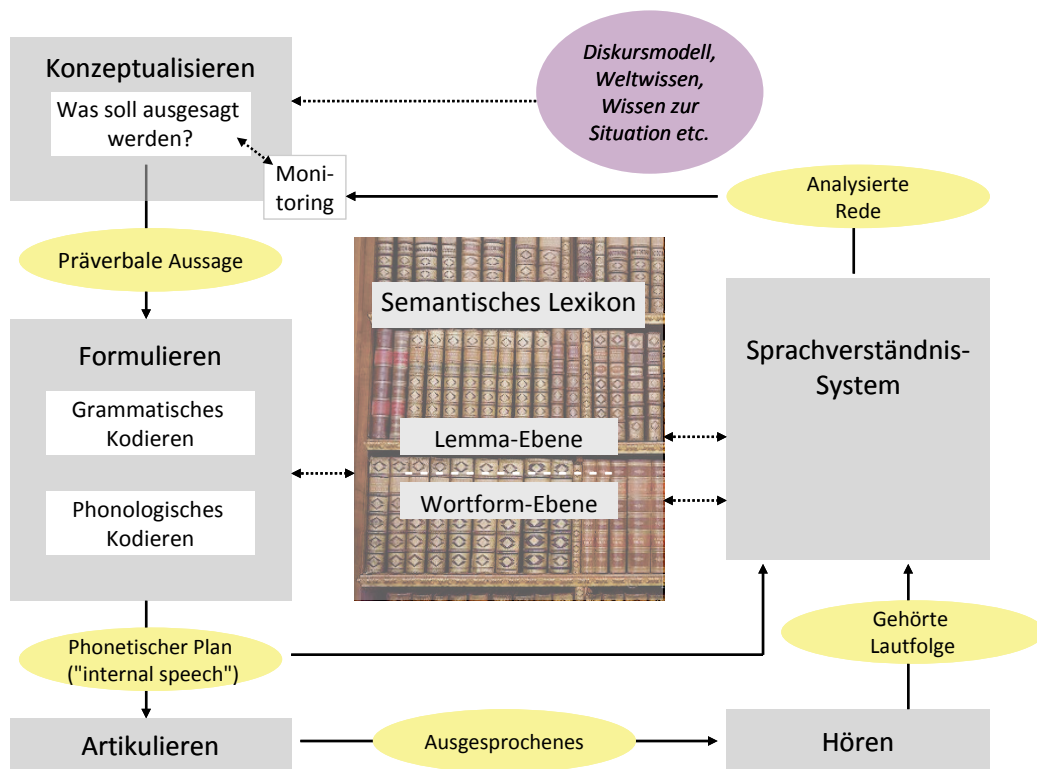 Konzeptualisieren
Was soll ausgesagt
werden?
Diskursmodell,
Weltwissen,
Wissen zur
Situation etc.
Moni-
toring
Analysierte
Rede
Präverbale Aussage
Semantisches Lexikon
Formulieren
Grammatisches
Kodieren
Phonologisches
Kodieren
Lemma-Ebene
Wortform-Ebene
Sprachverständnis-
System
Phonetischer Plan
("internal speech")
Gehörte
Lautfolge
Artikulieren
Ausgesprochenes
Hören